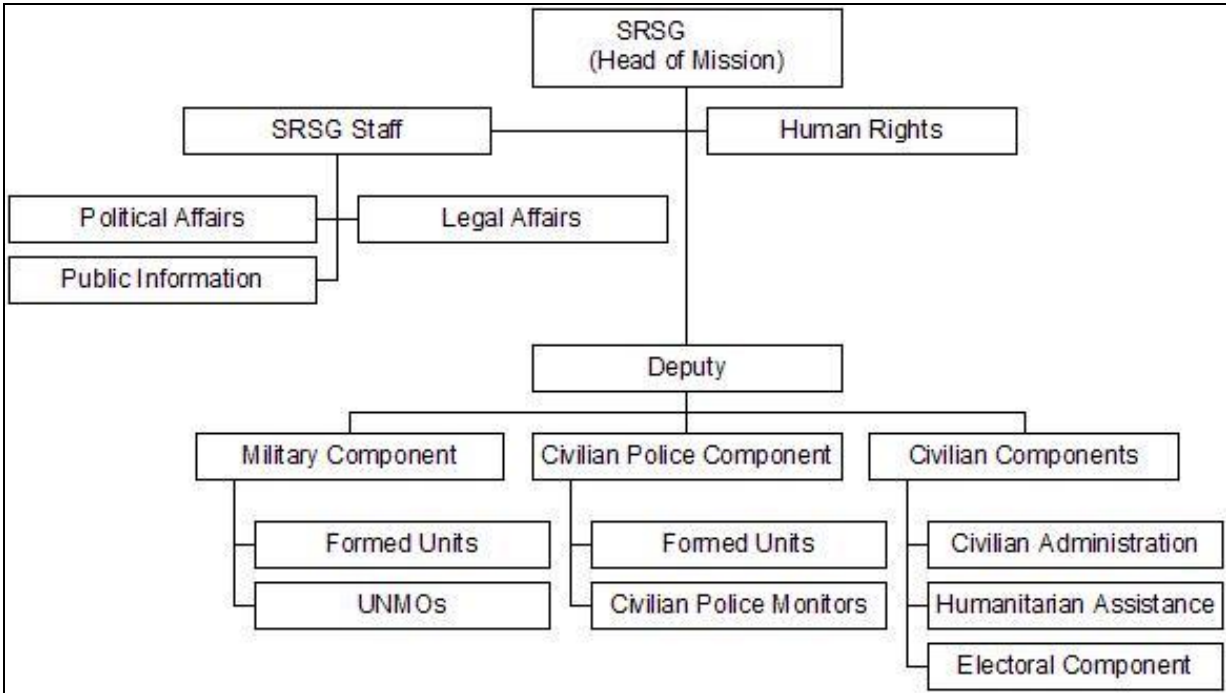 SRSG
(Head of Mission)
SRSG Staff
Human Rights
Political Affairs
Legal Affairs
Public Information
Deputy
Military Component
Civilian Police Component
Civilian Components
Formed Units
Formed Units
Civilian Administration
UNMOs
Civilian Police Monitors
Humanitarian Assistance
Electoral Component